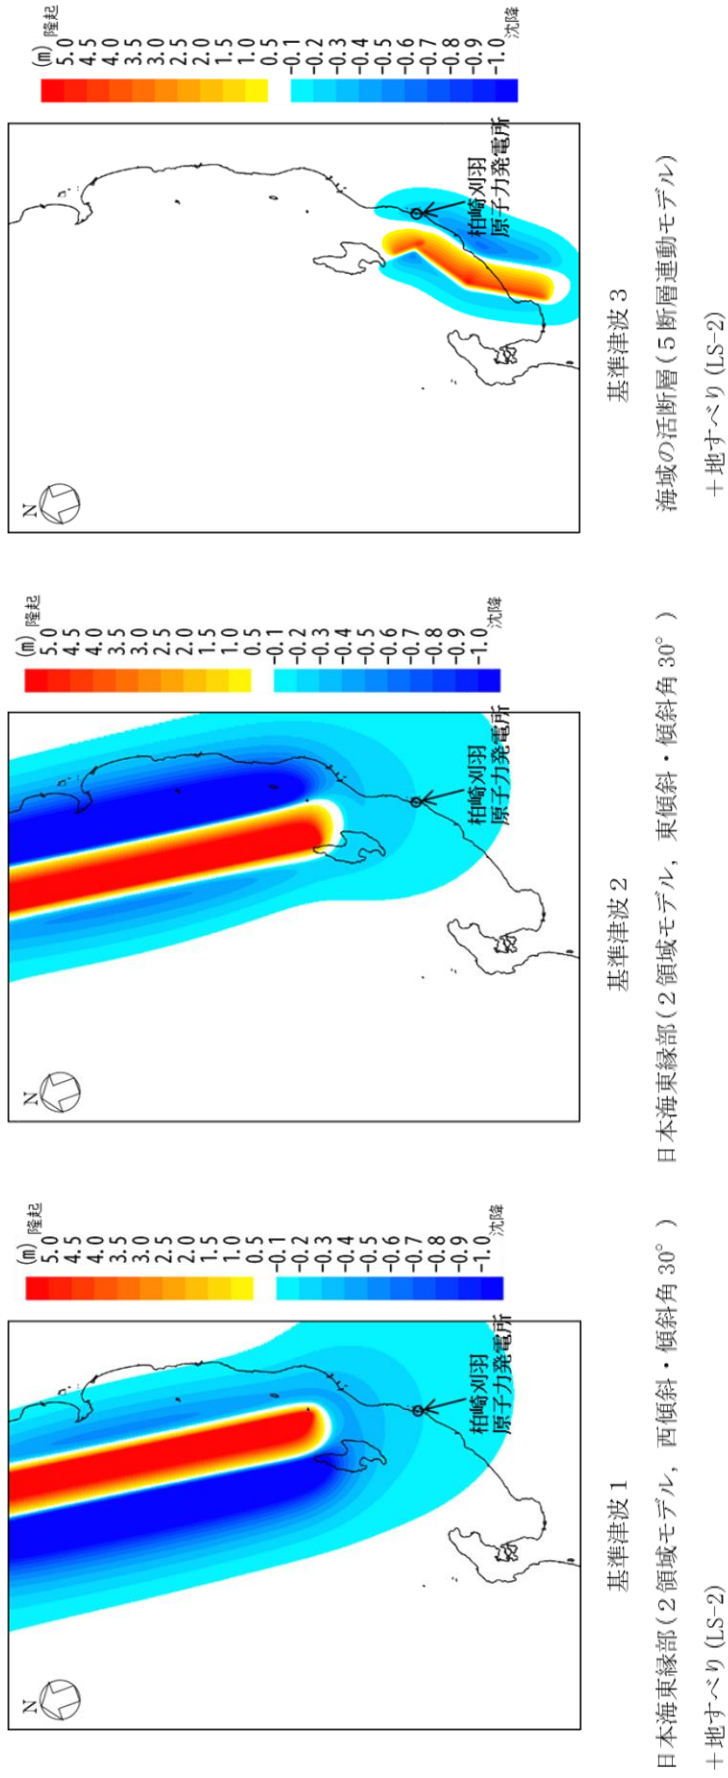 N
柏崎刈羽
原子力発電所
(m)
隆起
5.0
4.5
4.0
3.5
3.0
2.5
2.0
1.5
1.0
0.5
-0.1
-0.2
-0.3
-0.4
-0.5
-0.6
-0.7
-0.8
-0.9
-1.0
沈降
基準津波1
日本海東縁部(2領域モデル, 西傾斜・傾斜角30°)
+地すべり(LS-2)
N
柏崎刈羽
原子力発電所
(m)
隆起
5.0
4.5
4.0
3.5
3.0
2.5
2.0
1.5
1.0
0.5
-0.1
-0.2
-0.3
-0.4
-0.5
-0.6
-0.7
-0.8
-0.9
-1.0
沈降
基準津波2
日本海東縁部(2領域モデル, 東傾斜・傾斜角30°)
N
柏崎刈羽
原子力発電所
(m)
隆起
5.0
4.5
4.0
3.5
3.0
2.5
2.0
1.5
1.0
0.5
-0.1
-0.2
-0.3
-0.4
-0.5
-0.6
-0.7
-0.8
-0.9
-1.0
沈降
基準津波3
海域の活断層(5断層連動モデル)
+地すべり(LS-2)